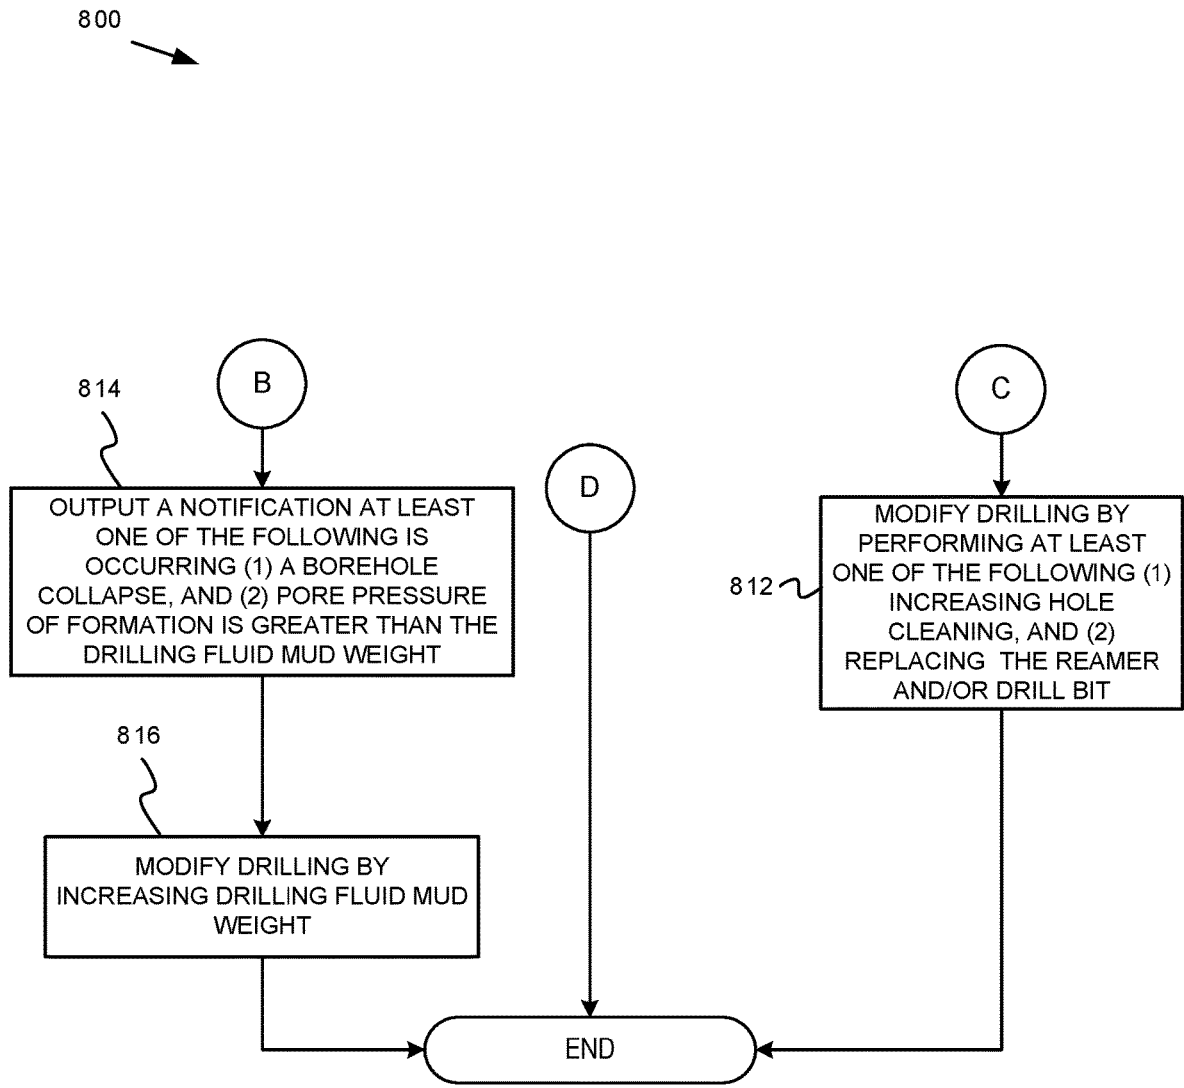 800
B
814
OUTPUT A NOTIFICATION AT LEAST
ONE OF THE FOLLOWING IS
OCCURRING (1) A BOREHOLE
COLLAPSE, AND (2) PORE PRESSURE
OF FORMATION IS GREATER THAN THE
DRILLING FLUID MUD WEIGHT
816
MODIFY DRILLING BY
INCREASING DRILLING FLUID MUD
WEIGHT
D
C
812
MODIFY DRILLING BY
PERFORMING AT LEAST
ONE OF THE FOLLOWING (1)
INCREASING HOLE
CLEANING, AND (2)
REPLACING THE REAMER
AND/OR DRILL BIT
END